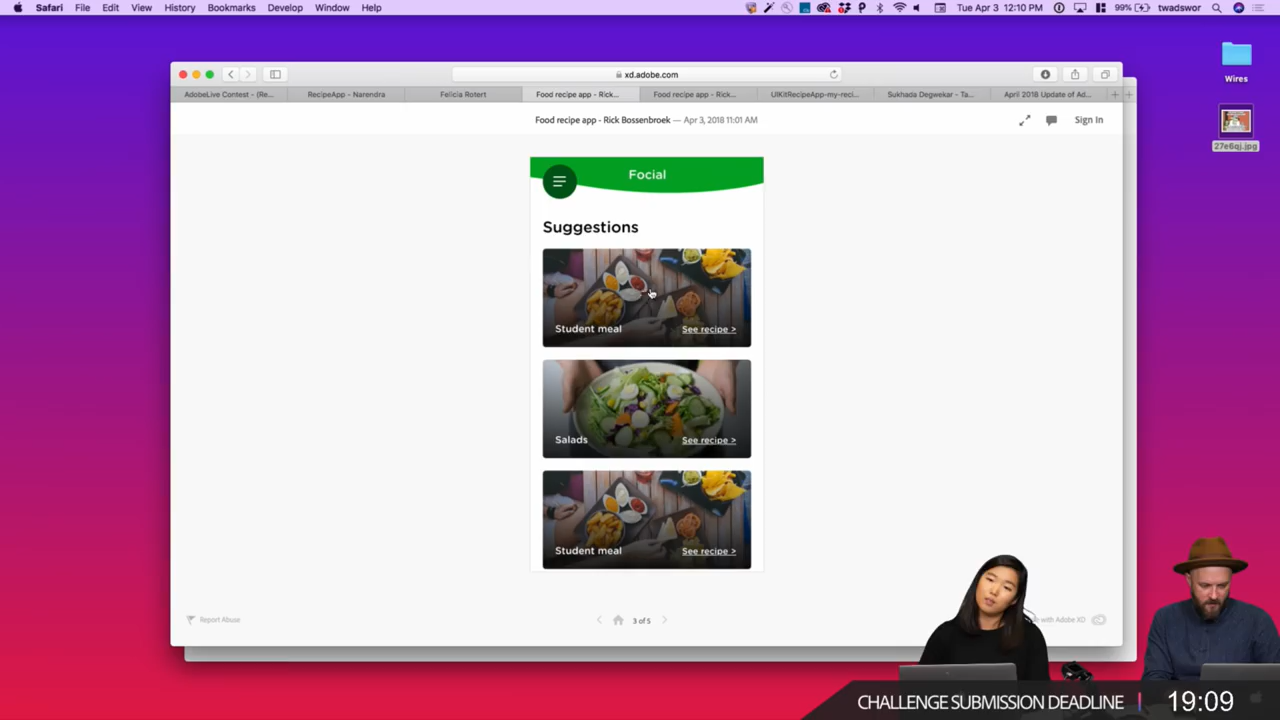 Safari File Edit View History Bookmarks Develop Window Help
99% Tue Apr 3 12:10 PM twadswor
Wires
27e6qj.jpg
xd.adobe.com
AdobeLive Contest - (Re... RecipeApp - Narendra Felicia Rotert Food recipe app - Rick... Food recipe app - Rick... UIKitRecipeApp-my-reci... Sukhada Degwekar - Ta... April 2018 Update of Ad...
Food recipe app - Rick Bossenbroek — Apr 3, 2018 11:01 AM
Sign In
Focial
Suggestions
Student meal See recipe >
Salads See recipe >
Student meal See recipe >
Report Abuse
3 of 5
with Adobe XD
CHALLENGE SUBMISSION DEADLINE | 19:09